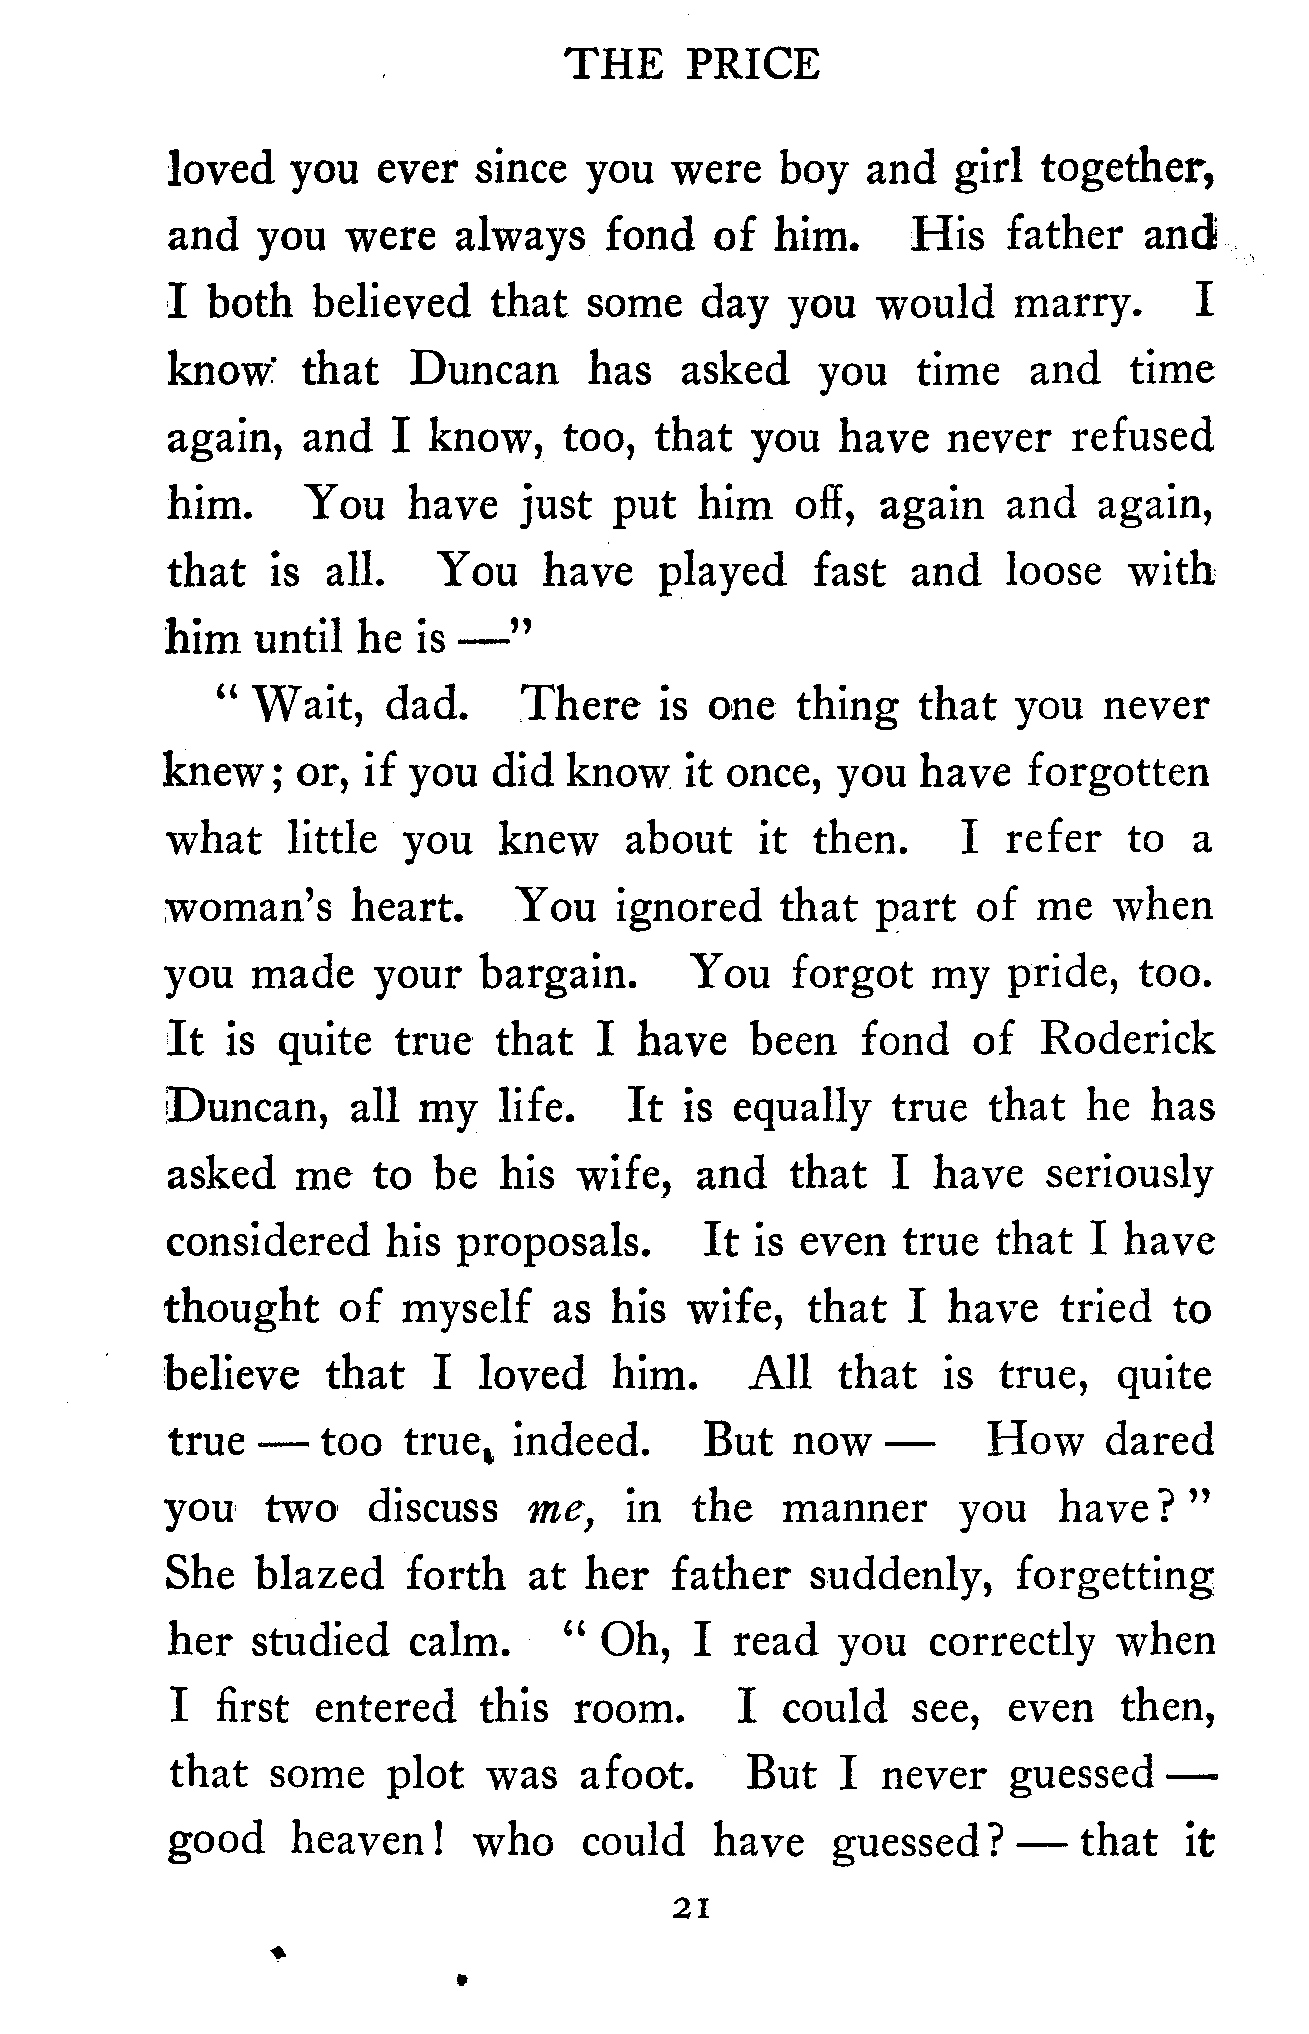 THE PRICE
loved you ever since you were boy and girl together,
and you were always fond of him. His father and
I both believed that some day you would marry. I
know that Duncan has asked you time and time
again, and I know, too, that you have never refused
him. You have just put him off, again and again,
that is all. You have played fast and loose with
him until he is —"
" Wait, dad. There is one thing that you never
knew; or, if you did know it once, you have forgotten
what little you knew about it then. I refer to a
woman's heart. You ignored that part of me when
you made your bargain. You forgot my pride, too.
It is quite true that I have been fond of Roderick
Duncan, all my life. It is equally true that he has
asked me to be his wife, and that I have seriously
considered his proposals. It is even true that I have
thought of myself as his wife, that I have tried to
believe that I loved him. All that is true, quite
true — too true, indeed. But now — How dared
you two discuss me, in the manner you have? "
She blazed forth at her father suddenly, forgetting
her studied calm. " Oh, I read you correctly when
I first entered this room. I could see, even then,
that some plot was afoot. But I never guessed —
good heaven! who could have guessed? — that it
21